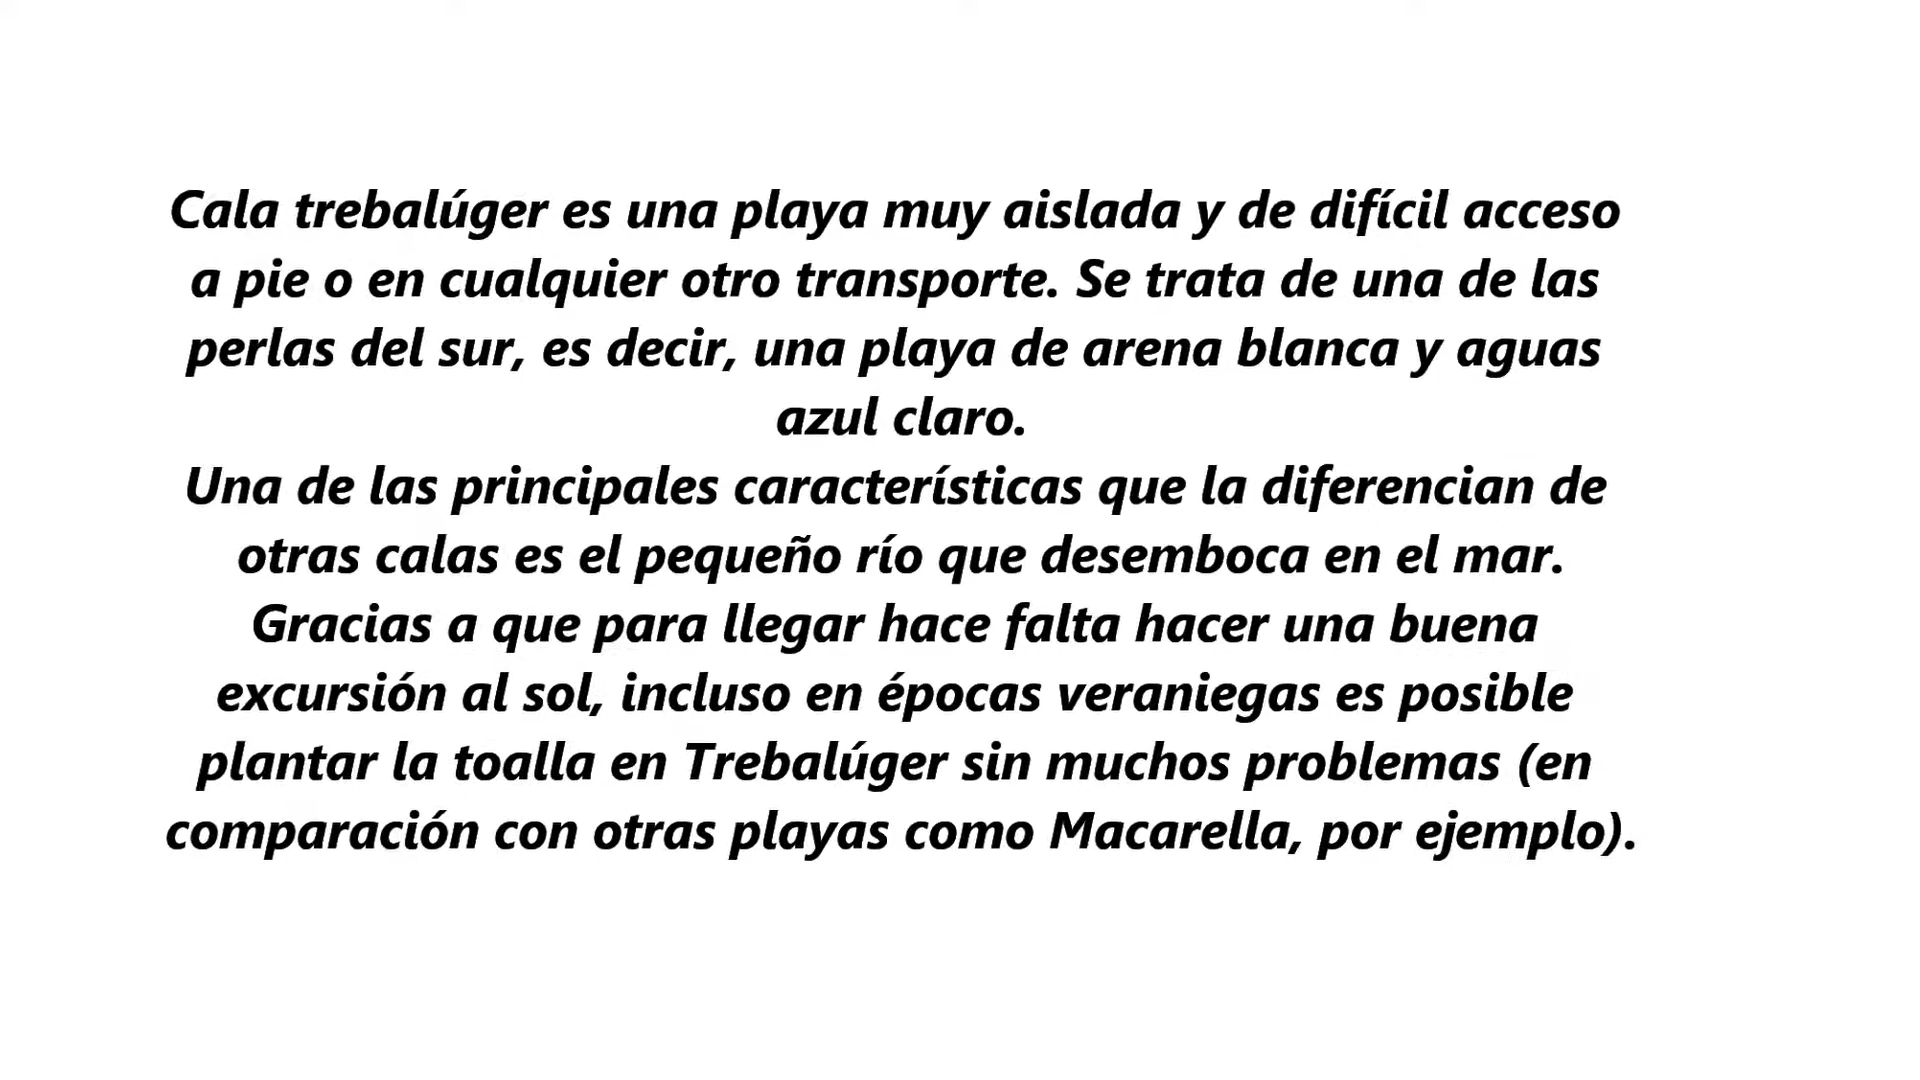 Cala trebalúger es una playa muy aislada y de difícil acceso
a pie o en cualquier otro transporte. Se trata de una de las
perlas del sur, es decir, una playa de arena blanca y aguas
azul claro.
Una de las principales características que la diferencian de
otras calas es el pequeño río que desemboca en el mar.
Gracias a que para llegar hace falta hacer una buena
excursión al sol, incluso en épocas veraniegas es posible
plantar la toalla en Trebalúger sin muchos problemas (en
comparación con otras playas como Macarella, por ejemplo).